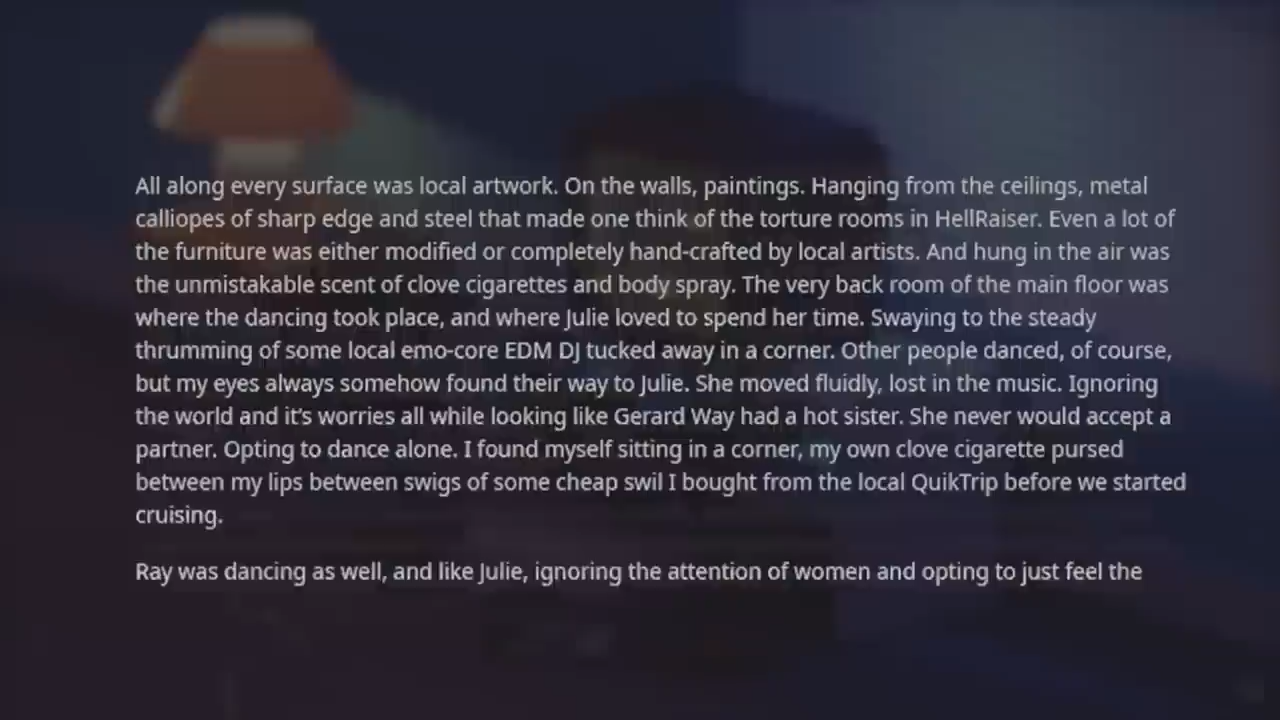 All along every surface was local artwork. On the walls, paintings. Hanging from the ceilings, metal
calliopes of sharp edge and steel that made one think of the torture rooms in HellRaiser. Even a lot of
the furniture was either modified or completely hand-crafted by local artists. And hung in the air was
the unmistakable scent of clove cigarettes and body spray. The very back room of the main floor was
where the dancing took place, and where Julie loved to spend her time. Swaying to the steady
thrumming of some local emo-core EDM DJ tucked away in a corner. Other people danced, of course,
but my eyes always somehow found their way to Julie. She moved fluidly, lost in the music. Ignoring
the world and it's worries all while looking like Gerard Way had a hot sister. She never would accept a
partner. Opting to dance alone. I found myself sitting in a corner, my own clove cigarette pursed
between my lips between swigs of some cheap swil I bought from the local QuikTrip before we started
cruising.
Ray was dancing as well, and like Julie, ignoring the attention of women and opting to just feel the